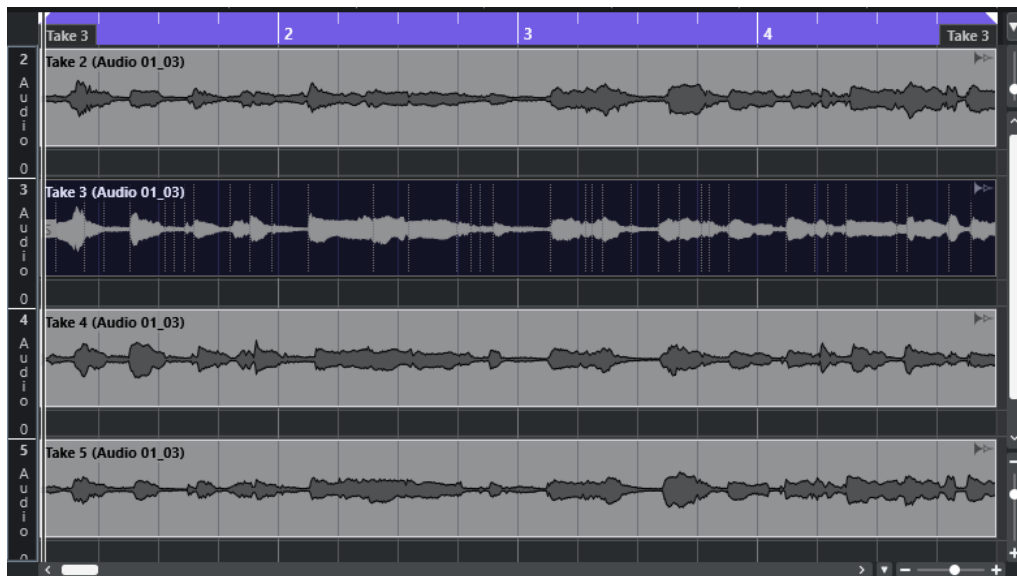 Take 3 2 3 4 Take 3
2 Take 2 (Audio 01_03)
Audio
0
3 Take 3 (Audio 01_03)
Audio
0
4 Take 4 (Audio 01_03)
Audio
0
5 Take 5 (Audio 01_03)
Audio